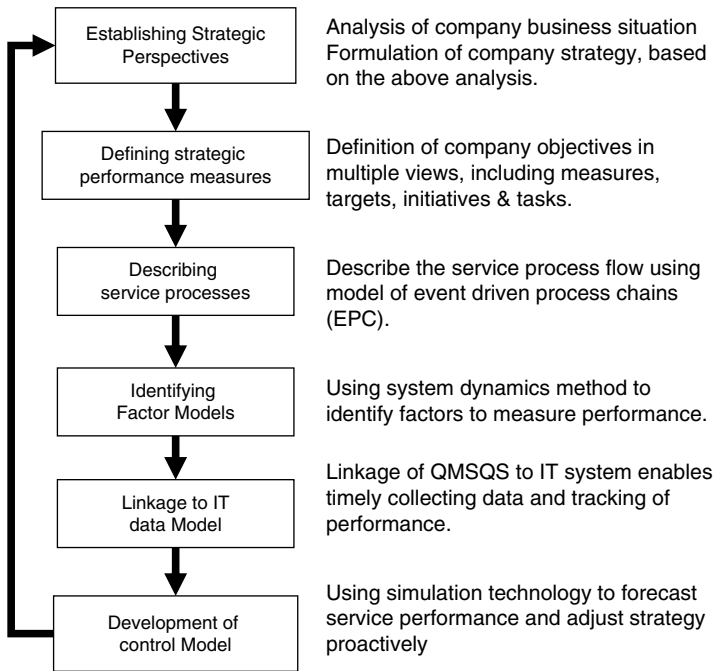 Establishing Strategic
Perspectives
Analysis of company business situation
Formulation of company strategy, based
on the above analysis.
Defining strategic
performance measures
Definition of company objectives in
multiple views, including measures,
targets, initiatives & tasks.
Describing
service processes
Describe the service process flow using
model of event driven process chains
(EPC).
Identifying
Factor Models
Using system dynamics method to
identify factors to measure performance.
Linkage to IT
data Model
Linkage of QMSQS to IT system enables
timely collecting data and tracking of
performance.
Development of
control Model
Using simulation technology to forecast
service performance and adjust strategy
proactively